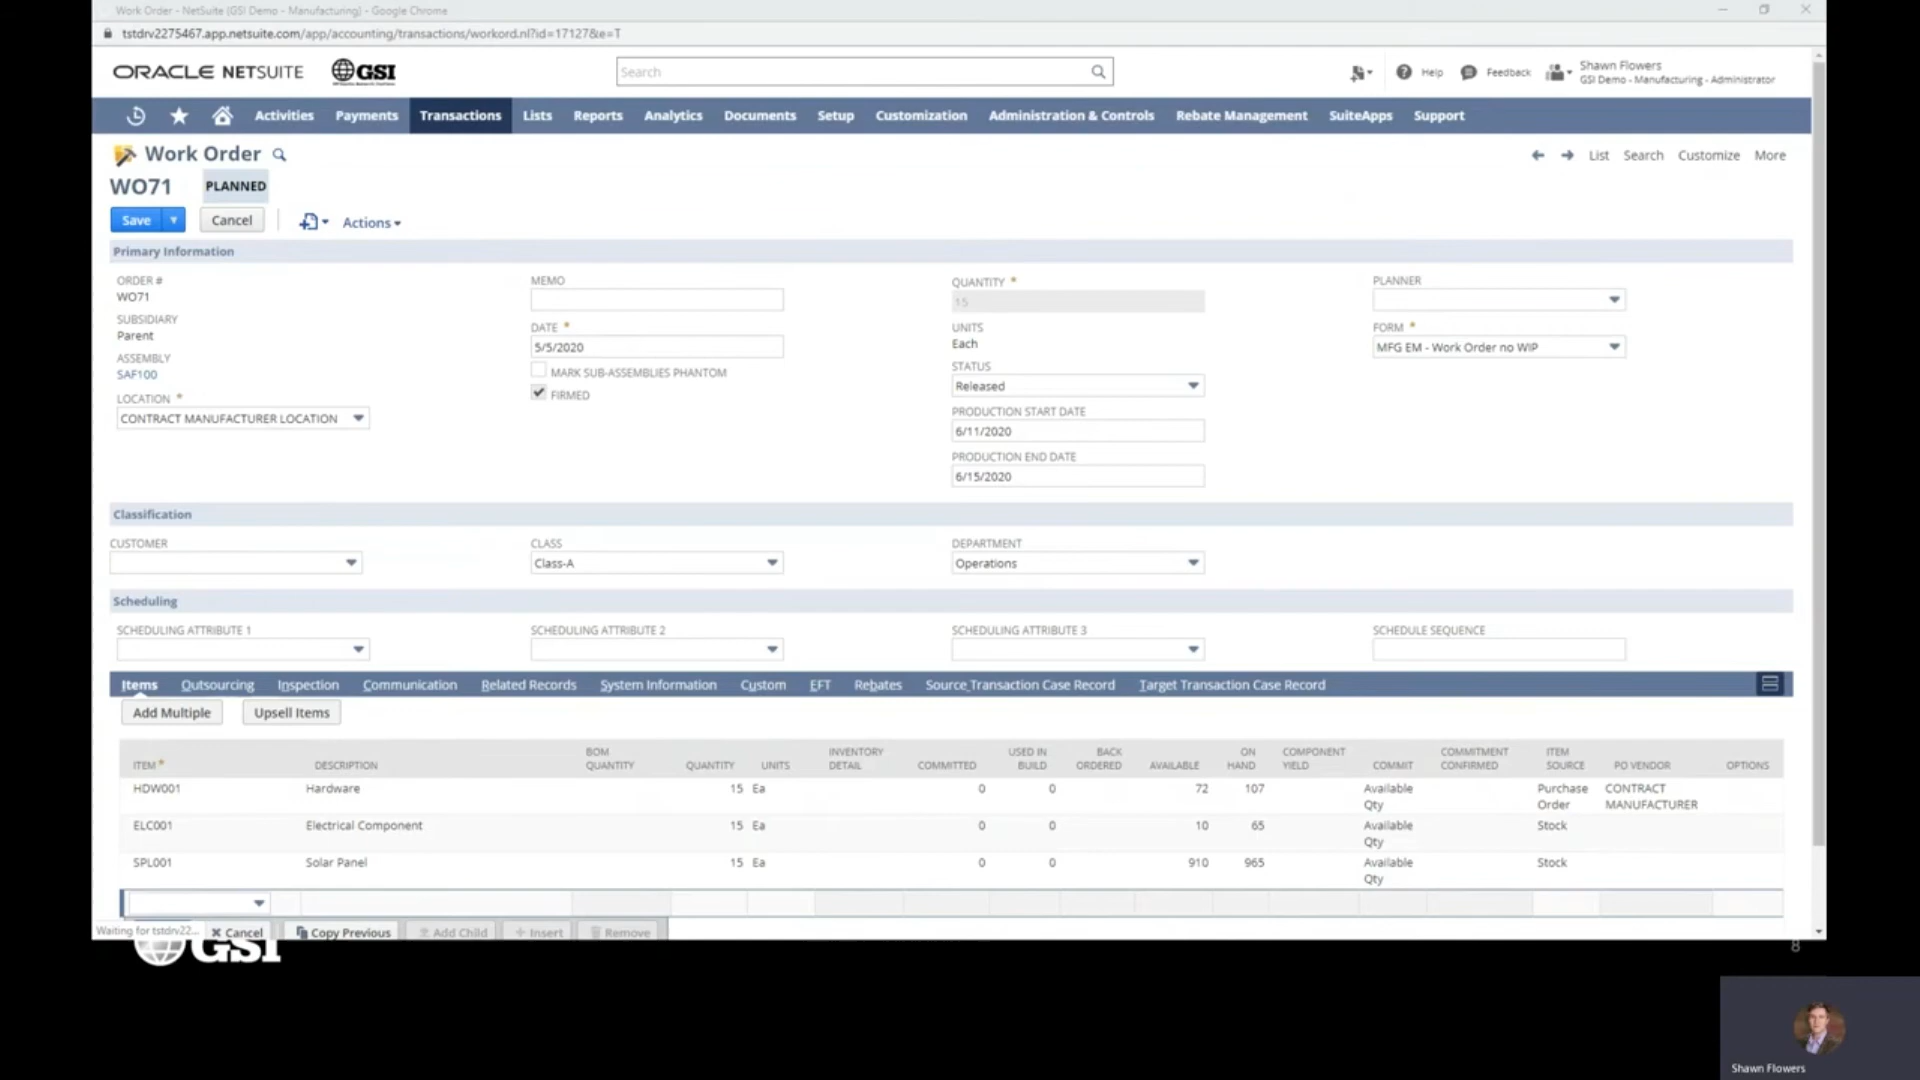 Work Order - NetSuite (GSI Demo - Manufacturing) - Google Chrome
tstdrv2275467.app.netsuite.com/app/accounting/transactions/workord.nl?id=17127&e=T
ORACLE NETSUITE GSI
Search
Help
Feedback
Shawn Flowers
GSI Demo - Manufacturing - Administrator
Activities Payments Transactions Lists Reports Analytics Documents Setup Customization Administration & Controls Rebate Management SuiteApps Support
Work Order
List Search Customize More
WO71 PLANNED
Save Cancel Actions
Primary Information
ORDER #
WO71
SUBSIDIARY
Parent
ASSEMBLY
SAF100
LOCATION *
CONTRACT MANUFACTURER LOCATION
MEMO
DATE *
5/5/2020
MARK SUB-ASSEMBLIES PHANTOM
FIRMED
QUANTITY *
15
UNITS
Each
STATUS
Released
PRODUCTION START DATE
6/11/2020
PRODUCTION END DATE
6/15/2020
PLANNER
FORM *
MFG EM - Work Order no WIP
Classification
CUSTOMER
CLASS
Class-A
DEPARTMENT
Operations
Scheduling
SCHEDULING ATTRIBUTE 1
SCHEDULING ATTRIBUTE 2
SCHEDULING ATTRIBUTE 3
SCHEDULE SEQUENCE
Items Outsourcing Inspection Communication Related Records System Information Custom EFT Rebates Source Transaction Case Record Target Transaction Case Record
Add Multiple Upsell Items
ITEM * DESCRIPTION BOM QUANTITY QUANTITY UNITS INVENTORY DETAIL COMMITTED USED IN BUILD BACK ORDERED AVAILABLE ON HAND COMPONENT YIELD COMMIT COMMITMENT CONFIRMED ITEM SOURCE PO VENDOR OPTIONS
HDW001 Hardware 15 Ea 0 0 72 107 Available Qty Purchase Order CONTRACT MANUFACTURER
ELC001 Electrical Component 15 Ea 0 0 10 65 Available Qty Stock
SPL001 Solar Panel 15 Ea 0 0 910 965 Available Qty Stock
Waiting for tstdrv22... Cancel Copy Previous Add Child Insert Remove
GSI
8
Shawn Flowers